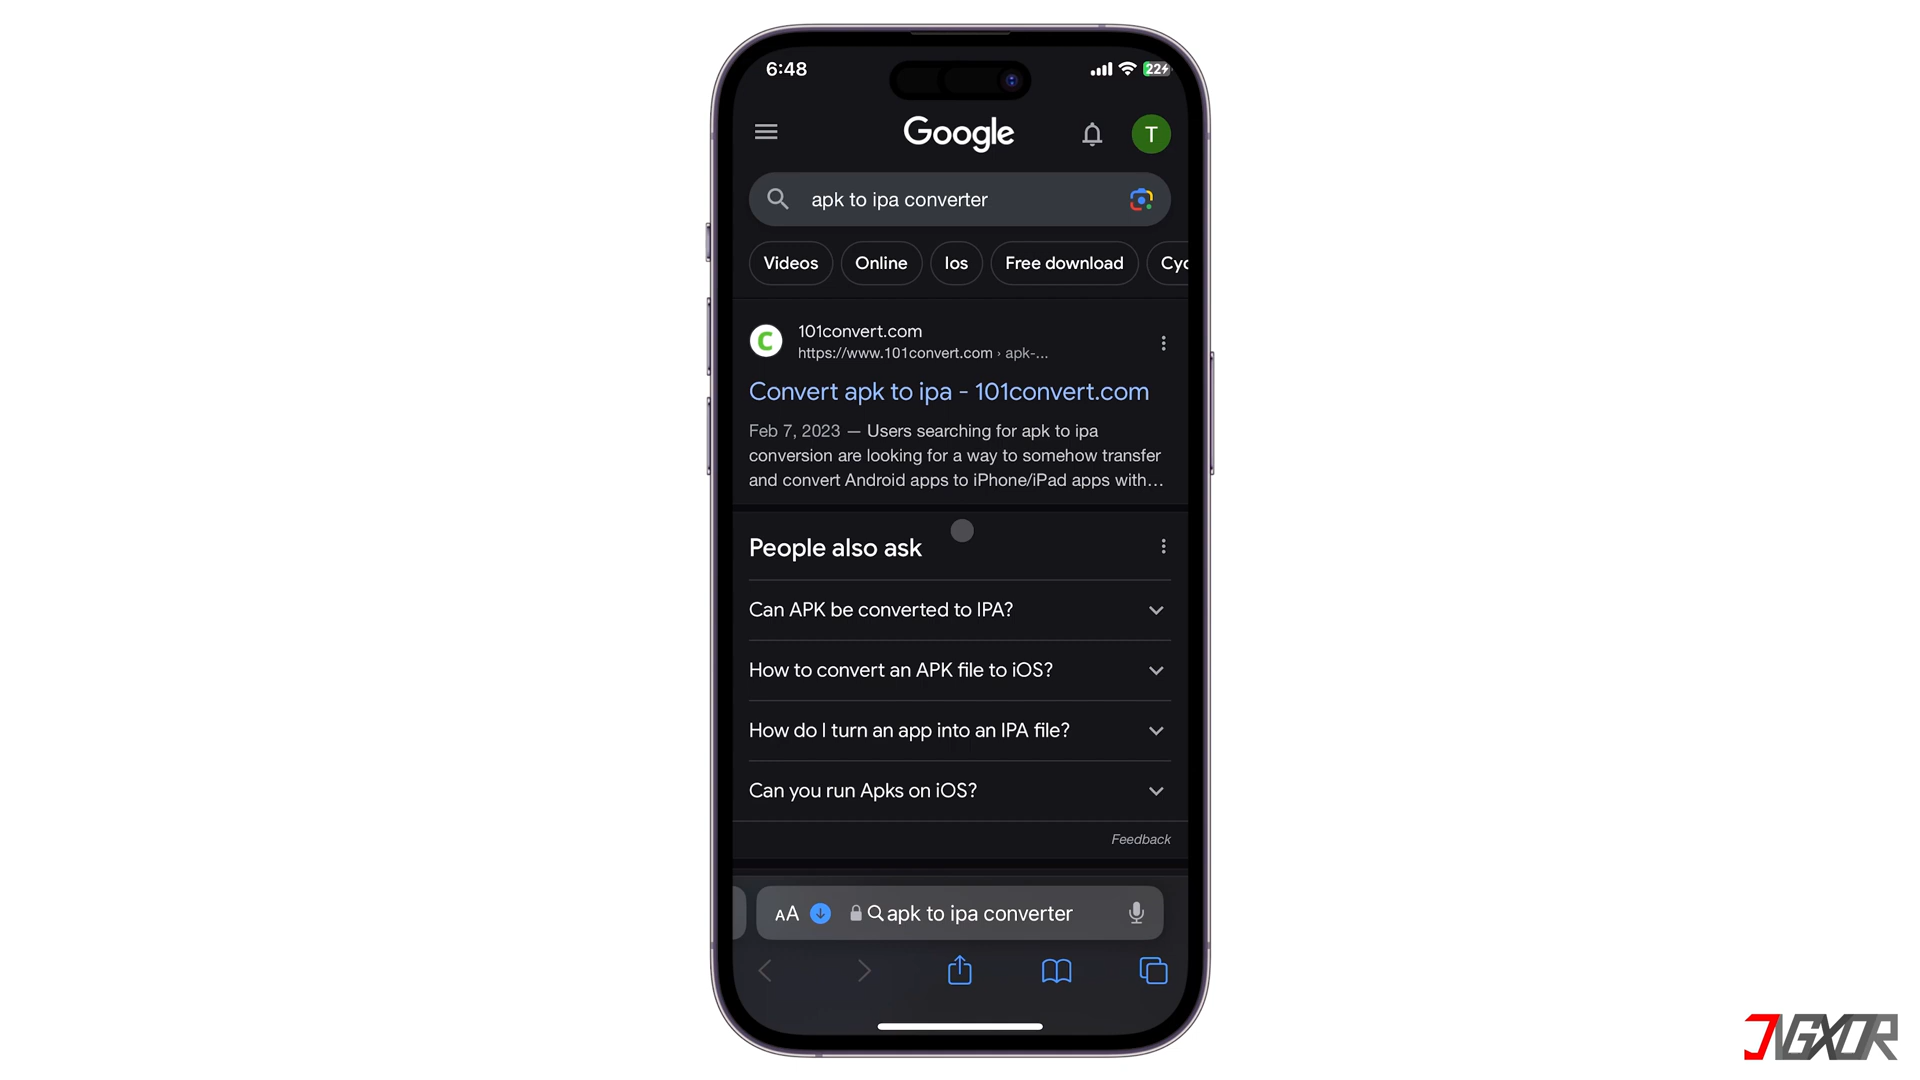 6:48
22
Google
T
apk to ipa converter
Videos
Online
Ios
Free download
Cyc
C
101convert.com
https://www.101convert.com › apk-...
Convert apk to ipa - 101convert.com
Feb 7, 2023 — Users searching for apk to ipa
conversion are looking for a way to somehow transfer
and convert Android apps to iPhone/iPad apps with...
People also ask
Can APK be converted to IPA?
How to convert an APK file to iOS?
How do I turn an app into an IPA file?
Can you run Apks on iOS?
Feedback
AA apk to ipa converter
JVGXOR